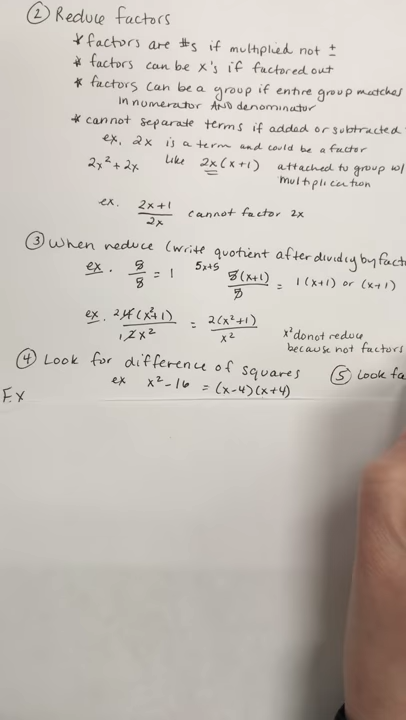 ② Reduce factors
* factors are #s if multiplied not ±
* factors can be x's if factored out
* factors can be a group if entire group matches
in numerator AND denominator
* cannot separate terms if added or subtracted
ex, 2x is a term and could be a factor
2x² + 2x Like 2x(x+1) attached to group w/
multiplication
ex. (2x+1)/2x cannot factor 2x
③ When reduce (write quotient after dividing by fact
ex. 8/8 = 1 5x+5 5(x+1)/5 = 1(x+1) or (x+1)
ex. 2 4(x²+1)/1 2x² = 2(x²+1)/x² x² do not reduce
because not factors
④ Look for difference of squares ⑤ Look fa
ex x² - 16 = (x-4)(x+4)
Ex